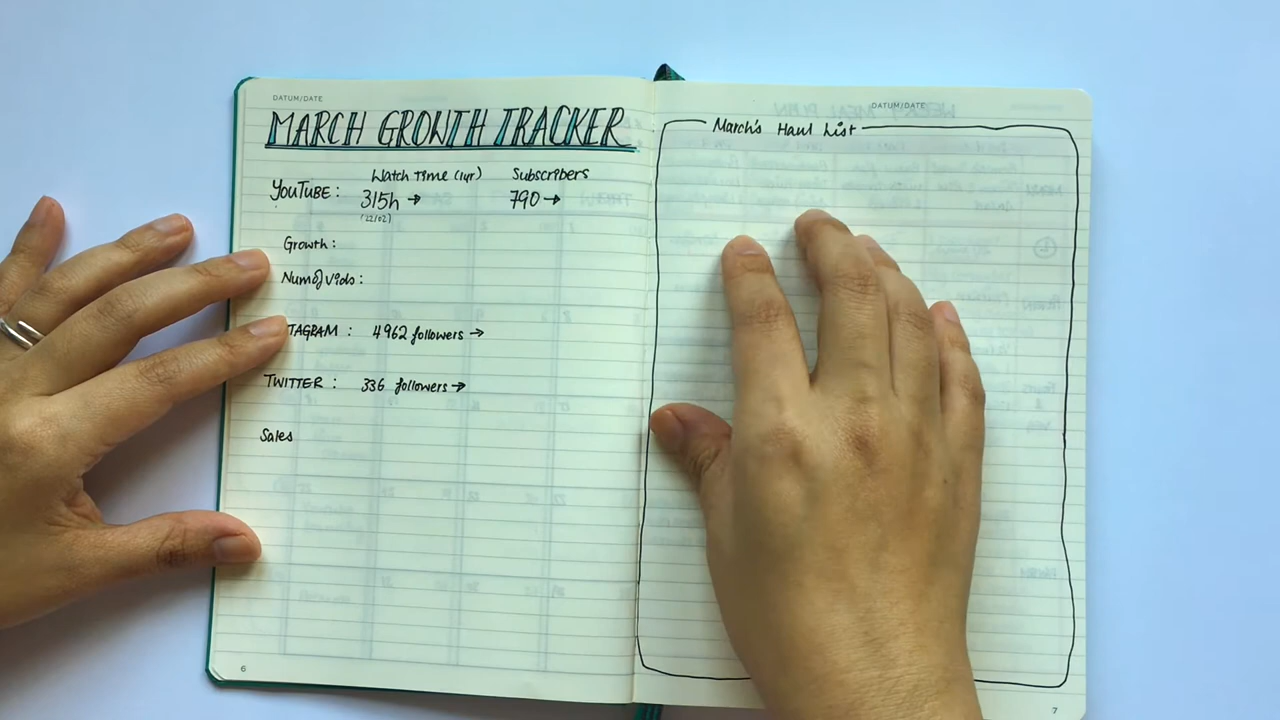 DATUM/DATE
MARCH GROWTH TRACKER
Watch Time (1yr) Subscribers
YOUTUBE: 315h → 790 →
(22/02)
Growth:
Num of Vids:
TAGRAM: 4962 followers →
TWITTER: 336 followers →
Sales
6
DATUM/DATE
March's Haul List
7